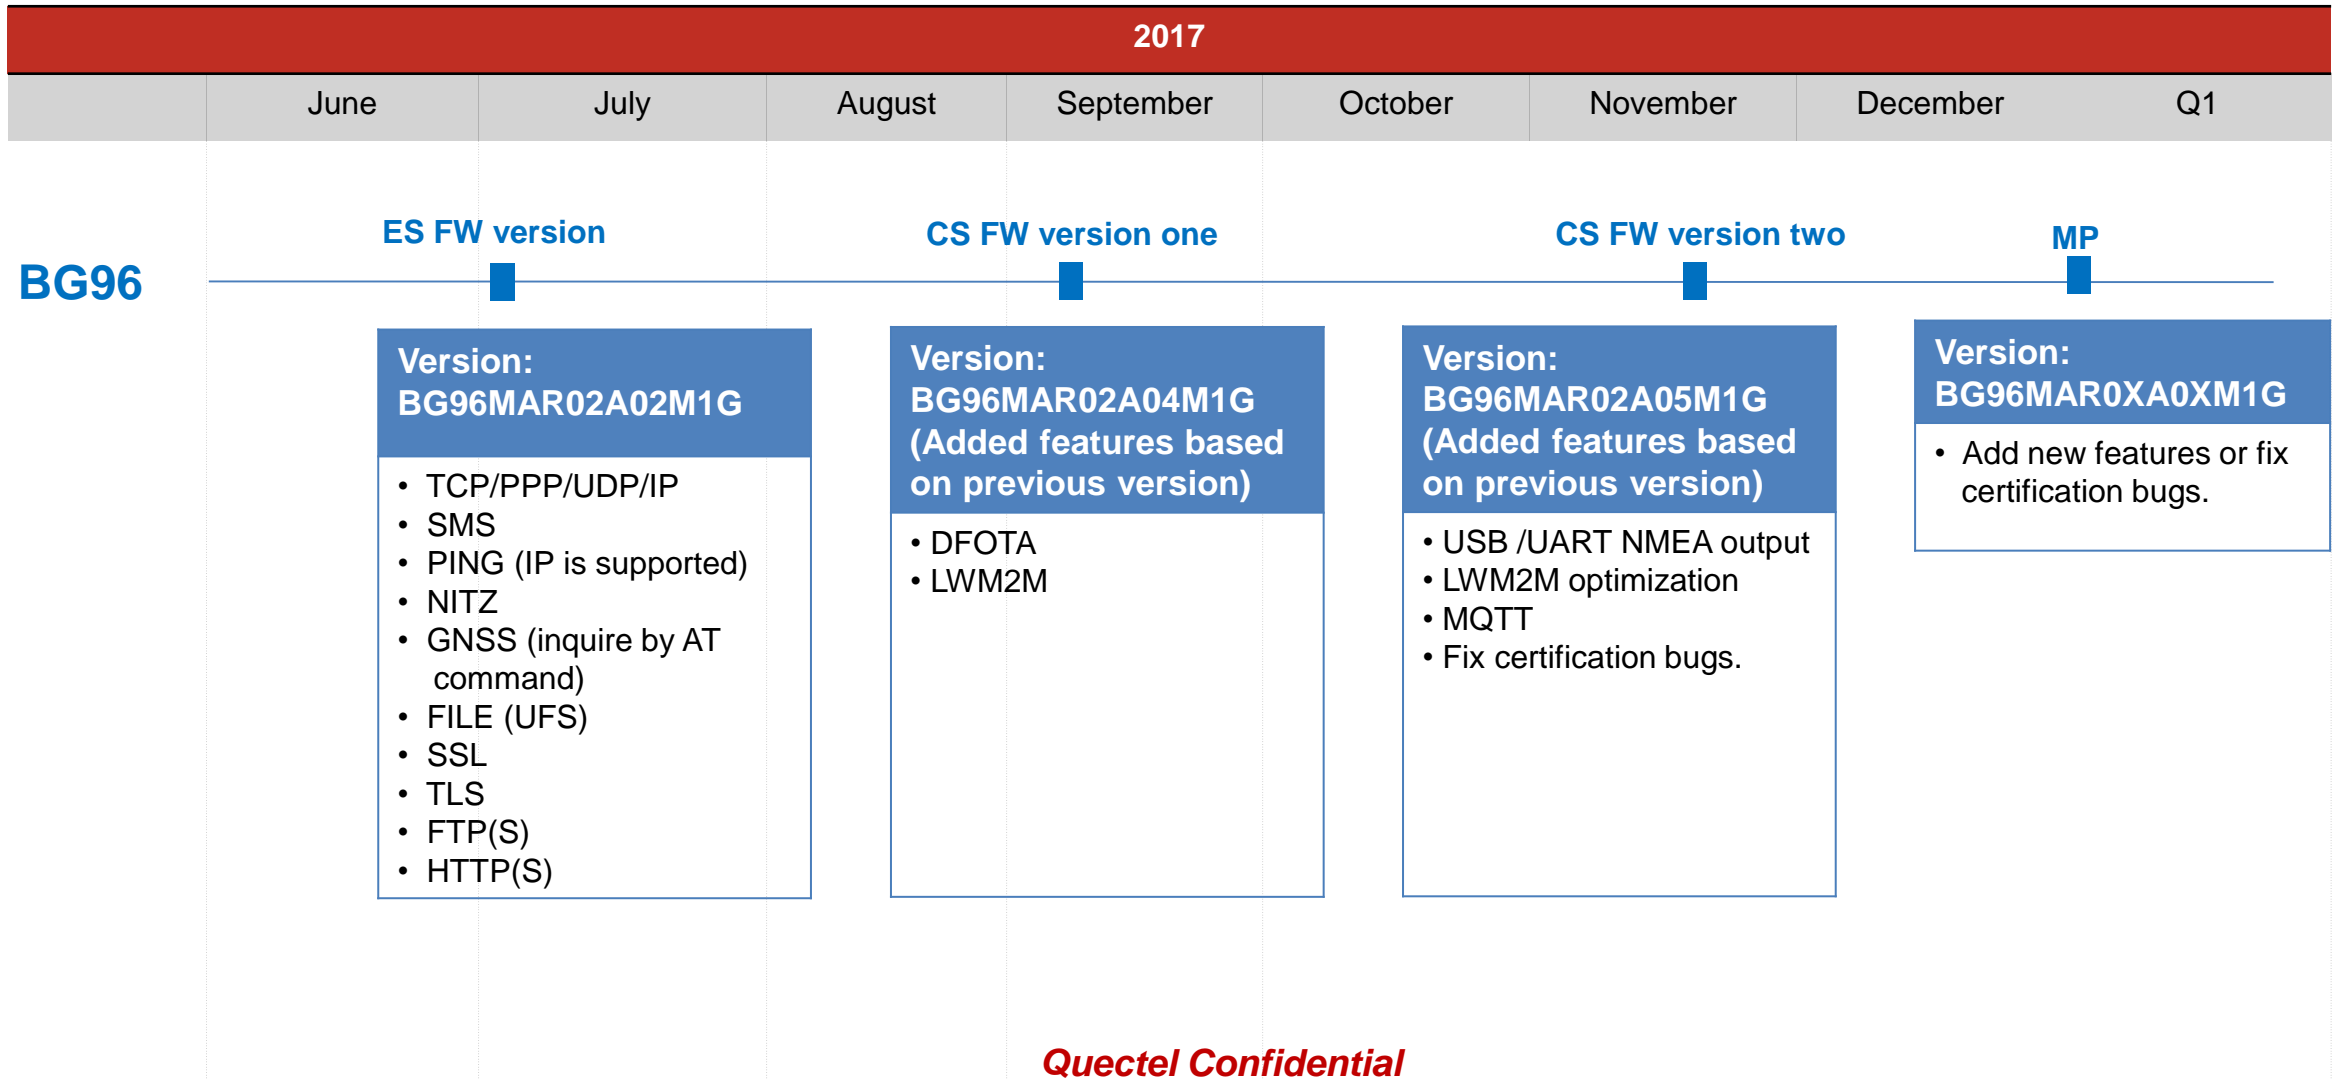 2017
June July August September October November December Q1
ES FW version
CS FW version one
CS FW version two
MP
BG96
Version:
BG96MAR02A02M1G
• TCP/PPP/UDP/IP
• SMS
• PING (IP is supported)
• NITZ
• GNSS (inquire by AT
command)
• FILE (UFS)
• SSL
• TLS
• FTP(S)
• HTTP(S)
Version:
BG96MAR02A04M1G
(Added features based
on previous version)
• DFOTA
• LWM2M
Version:
BG96MAR02A05M1G
(Added features based
on previous version)
• USB /UART NMEA output
• LWM2M optimization
• MQTT
• Fix certification bugs.
Version:
BG96MAR0XA0XM1G
• Add new features or fix
certification bugs.
Quectel Confidential